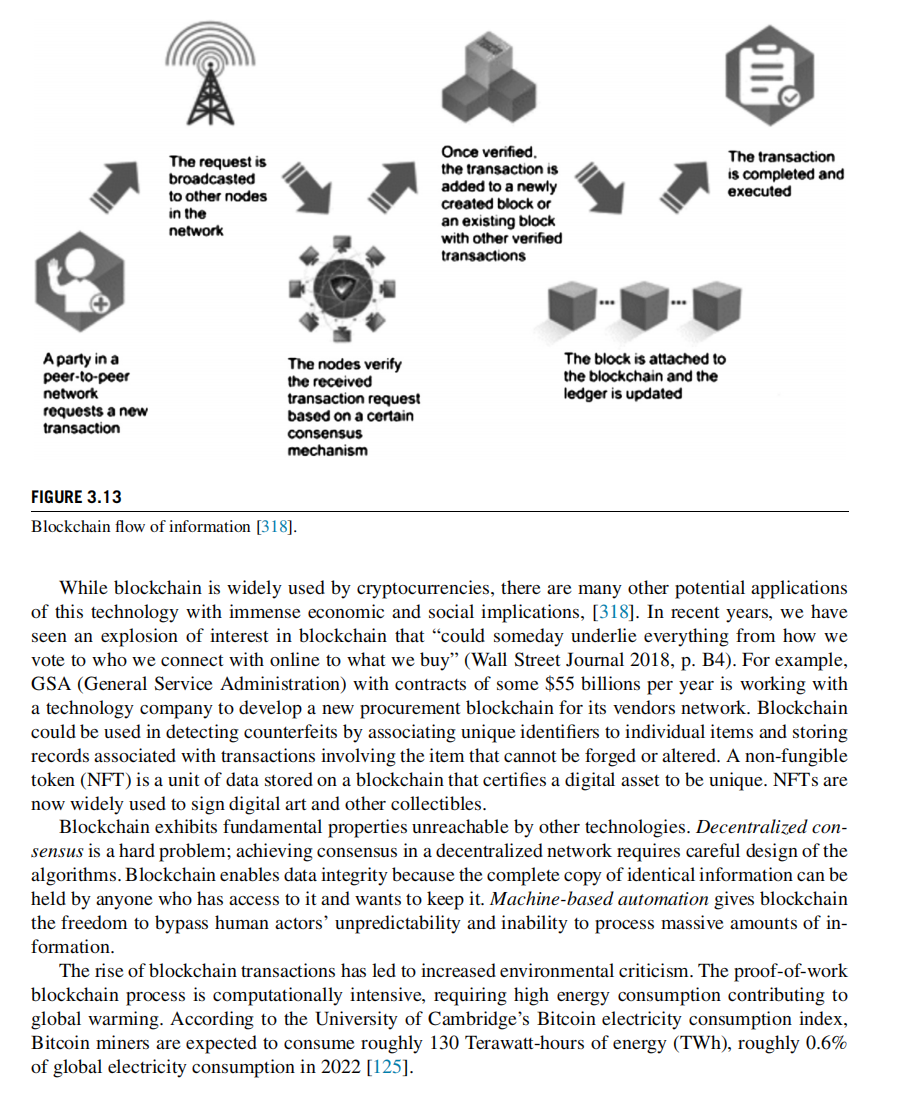 A party in a
peer-to-peer
network
requests a new
transaction
The request is
broadcasted
to other nodes
in the
network
The nodes verify
the received
transaction request
based on a certain
consensus
mechanism
Once verified,
the transaction is
added to a newly
created block or
an existing block
with other verified
transactions
The block is attached to
the blockchain and the
ledger is updated
The transaction
is completed and
executed
FIGURE 3.13
Blockchain flow of information [318].
While blockchain is widely used by cryptocurrencies, there are many other potential applications
of this technology with immense economic and social implications, [318]. In recent years, we have
seen an explosion of interest in blockchain that “could someday underlie everything from how we
vote to who we connect with online to what we buy” (Wall Street Journal 2018, p. B4). For example,
GSA (General Service Administration) with contracts of some $55 billions per year is working with
a technology company to develop a new procurement blockchain for its vendors network. Blockchain
could be used in detecting counterfeits by associating unique identifiers to individual items and storing
records associated with transactions involving the item that cannot be forged or altered. A non-fungible
token (NFT) is a unit of data stored on a blockchain that certifies a digital asset to be unique. NFTs are
now widely used to sign digital art and other collectibles.
Blockchain exhibits fundamental properties unreachable by other technologies. Decentralized con-
sensus is a hard problem; achieving consensus in a decentralized network requires careful design of the
algorithms. Blockchain enables data integrity because the complete copy of identical information can be
held by anyone who has access to it and wants to keep it. Machine-based automation gives blockchain
the freedom to bypass human actors’ unpredictability and inability to process massive amounts of in-
formation.
The rise of blockchain transactions has led to increased environmental criticism. The proof-of-work
blockchain process is computationally intensive, requiring high energy consumption contributing to
global warming. According to the University of Cambridge’s Bitcoin electricity consumption index,
Bitcoin miners are expected to consume roughly 130 Terawatt-hours of energy (TWh), roughly 0.6%
of global electricity consumption in 2022 [125].